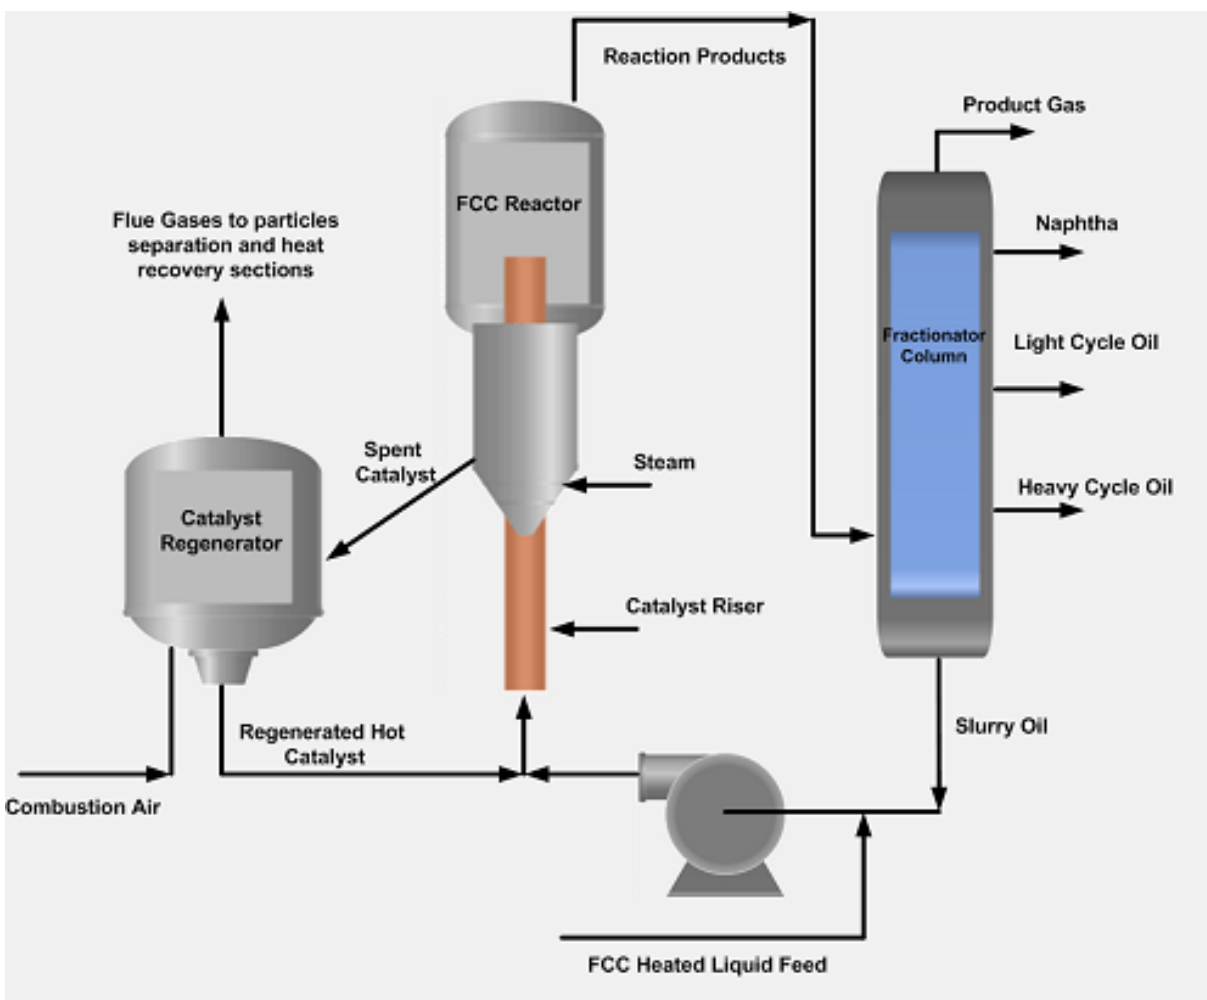 Reaction Products
Product Gas
FCC Reactor
Flue Gases to particles
separation and heat
recovery sections
Naphtha
Fractionator
Column
Light Cycle Oil
Spent
Catalyst
Steam
Heavy Cycle Oil
Catalyst
Regenerator
Catalyst Riser
Regenerated Hot
Catalyst
Slurry Oil
Combustion Air
FCC Heated Liquid Feed